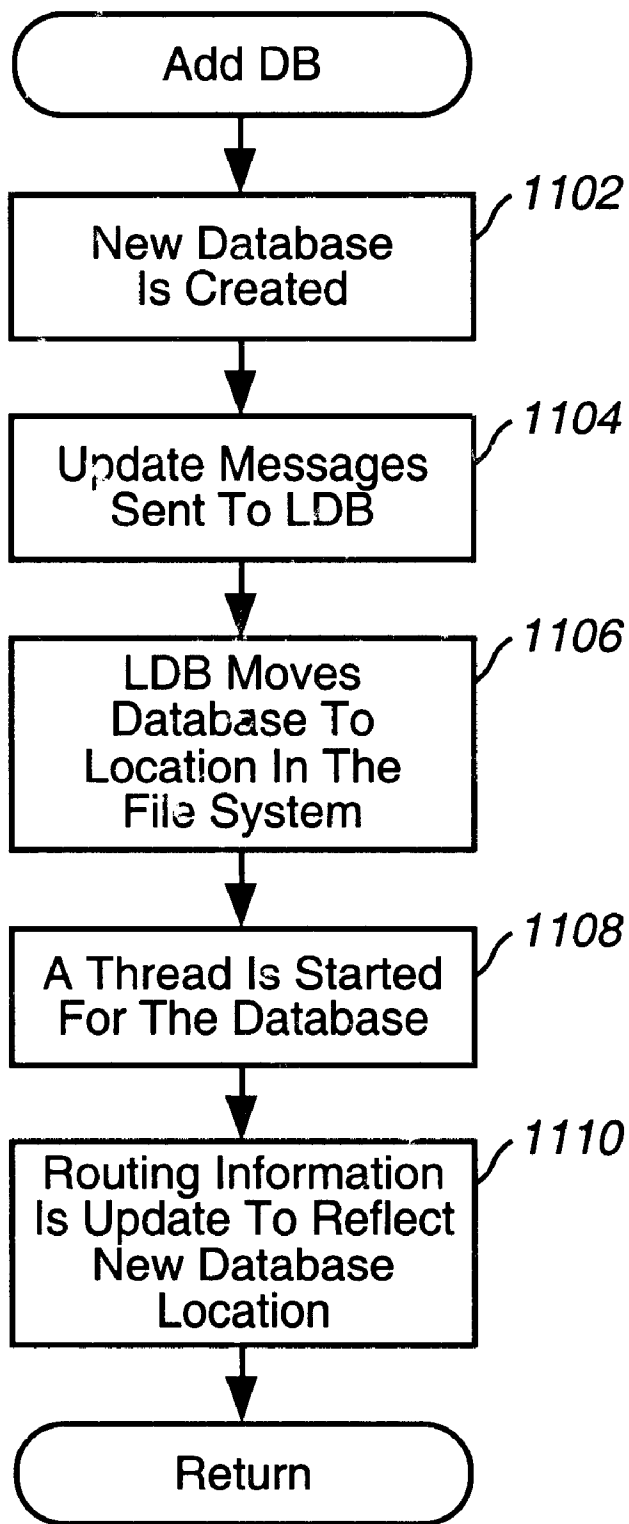 Add DB
1102
New Database
Is Created
1104
Update Messages
Sent To LDB
1106
LDB Moves
Database To
Location In The
File System
1108
A Thread Is Started
For The Database
1110
Routing Information
Is Update To Reflect
New Database
Location
Return